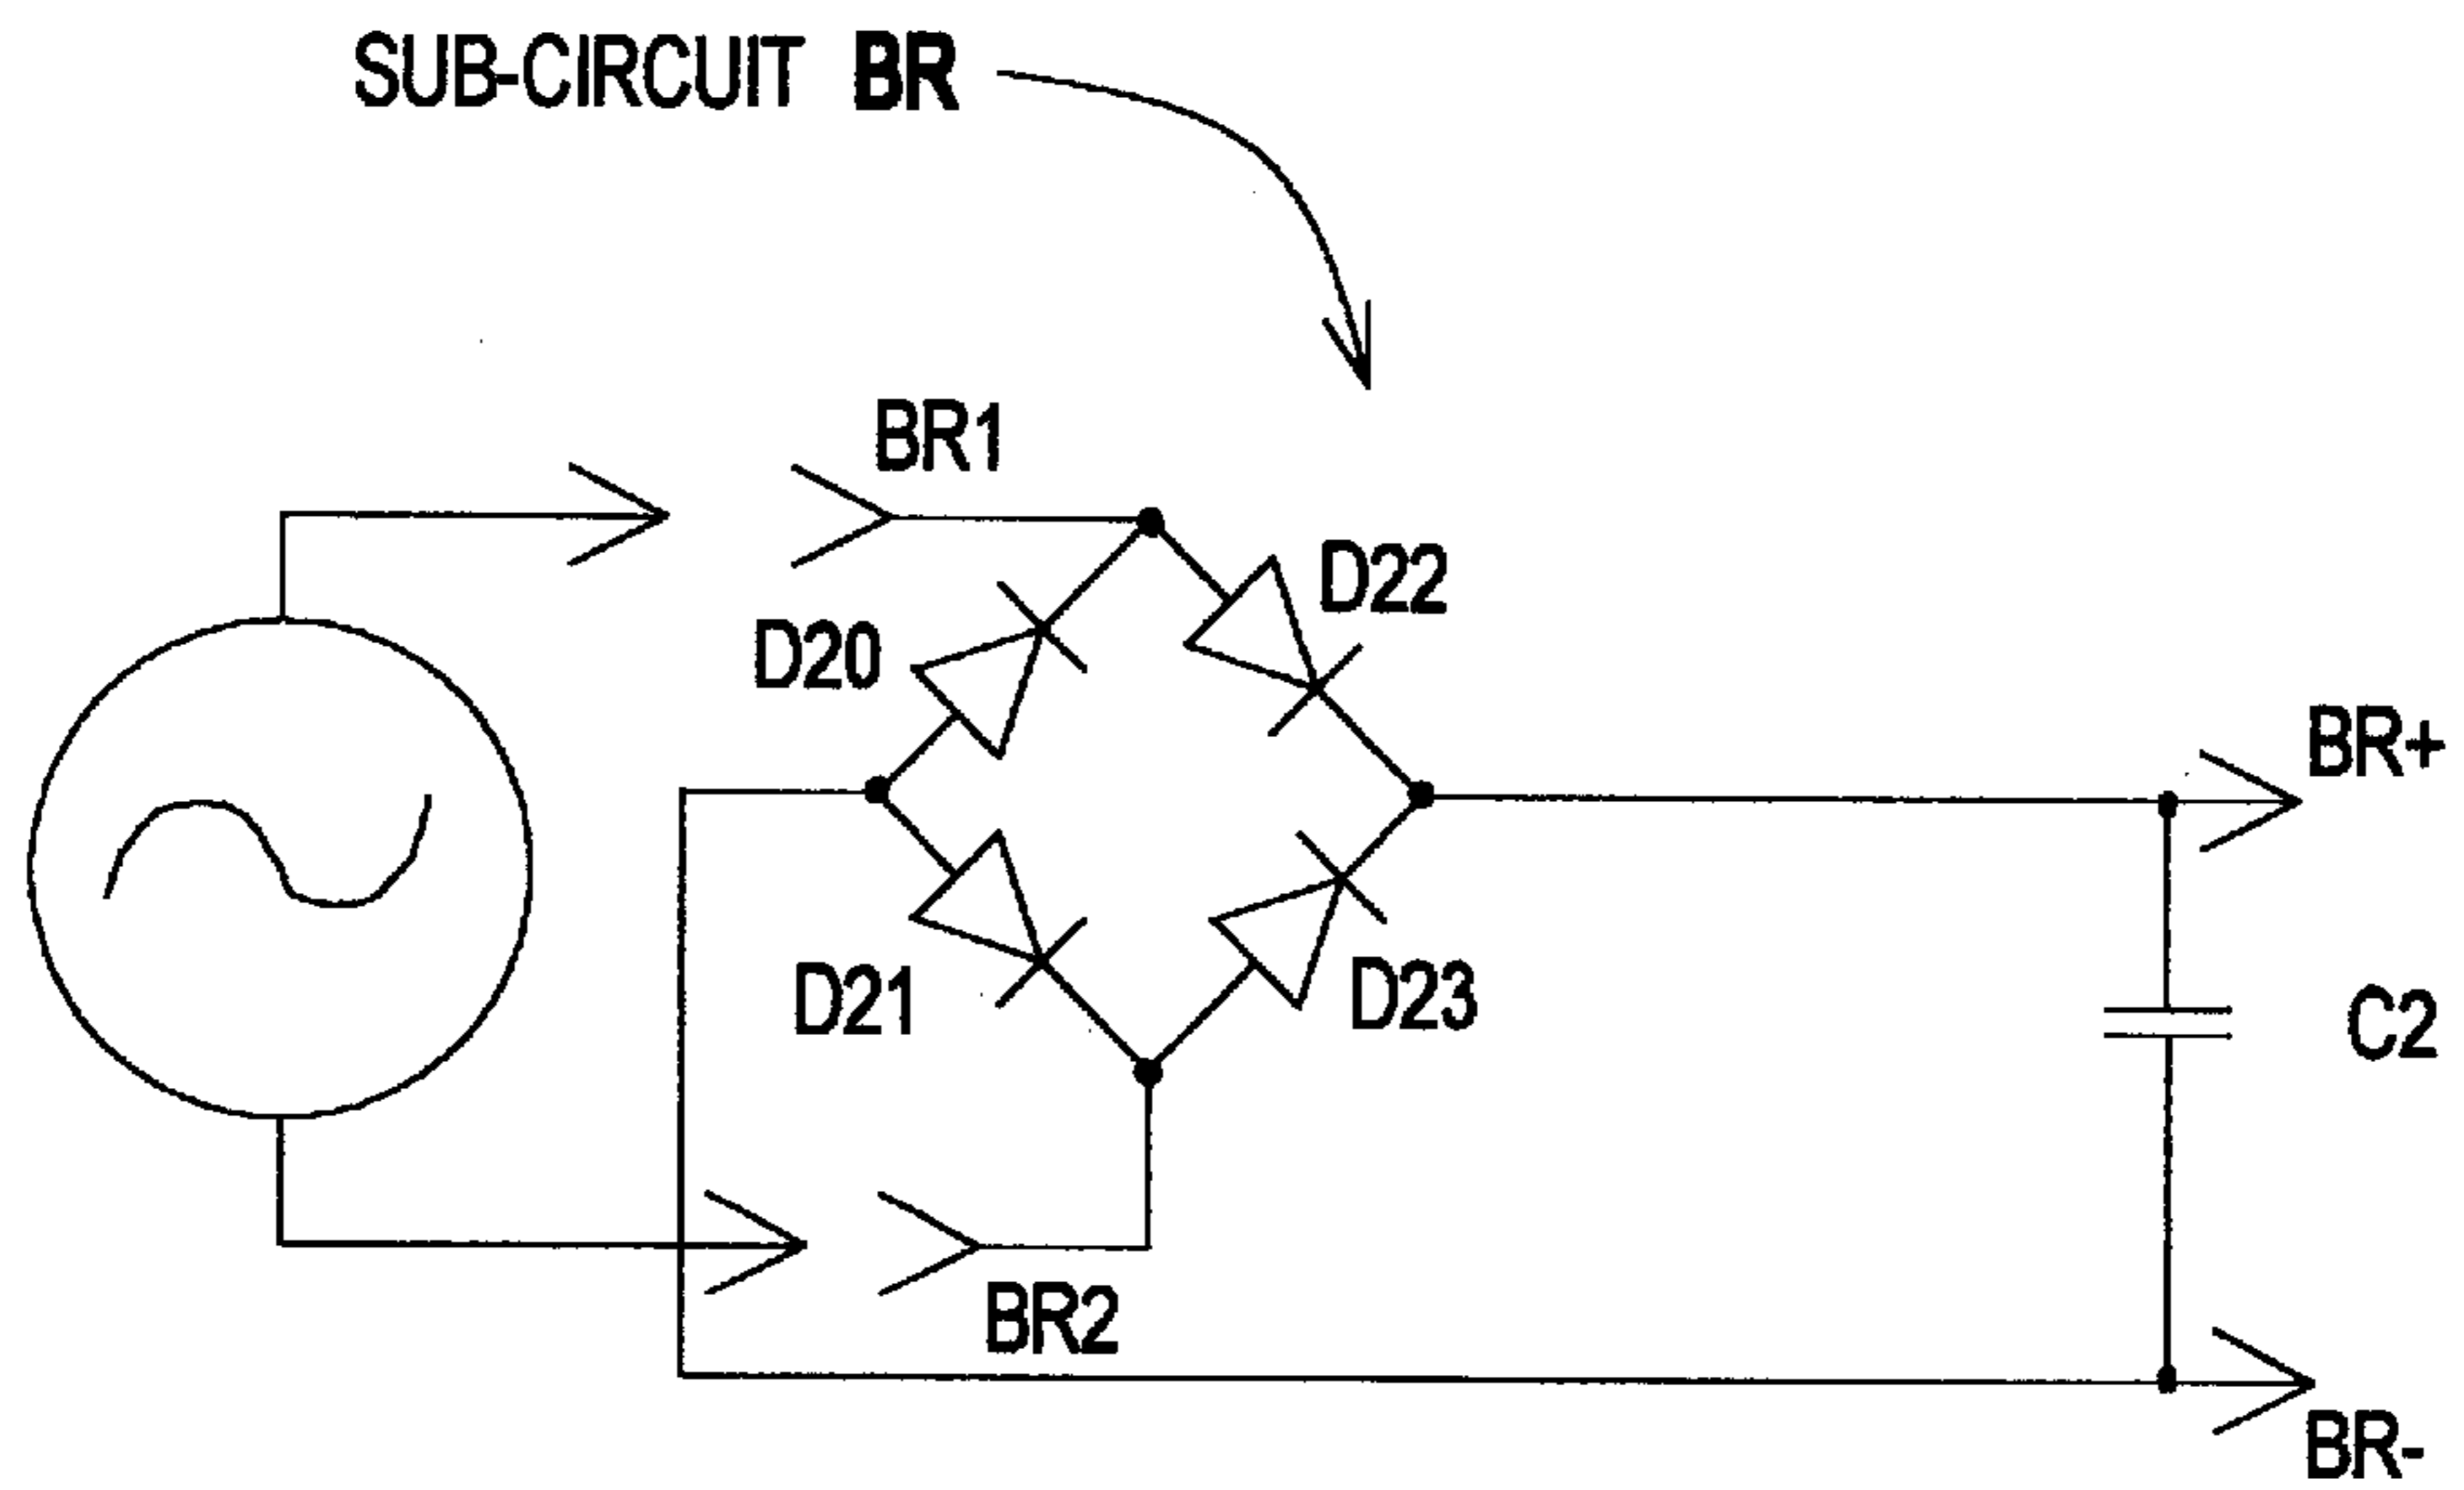 SUB-CIRCUIT BR
BR1
D22
D20
BR+
D21
D23
C2
BR2
BR-